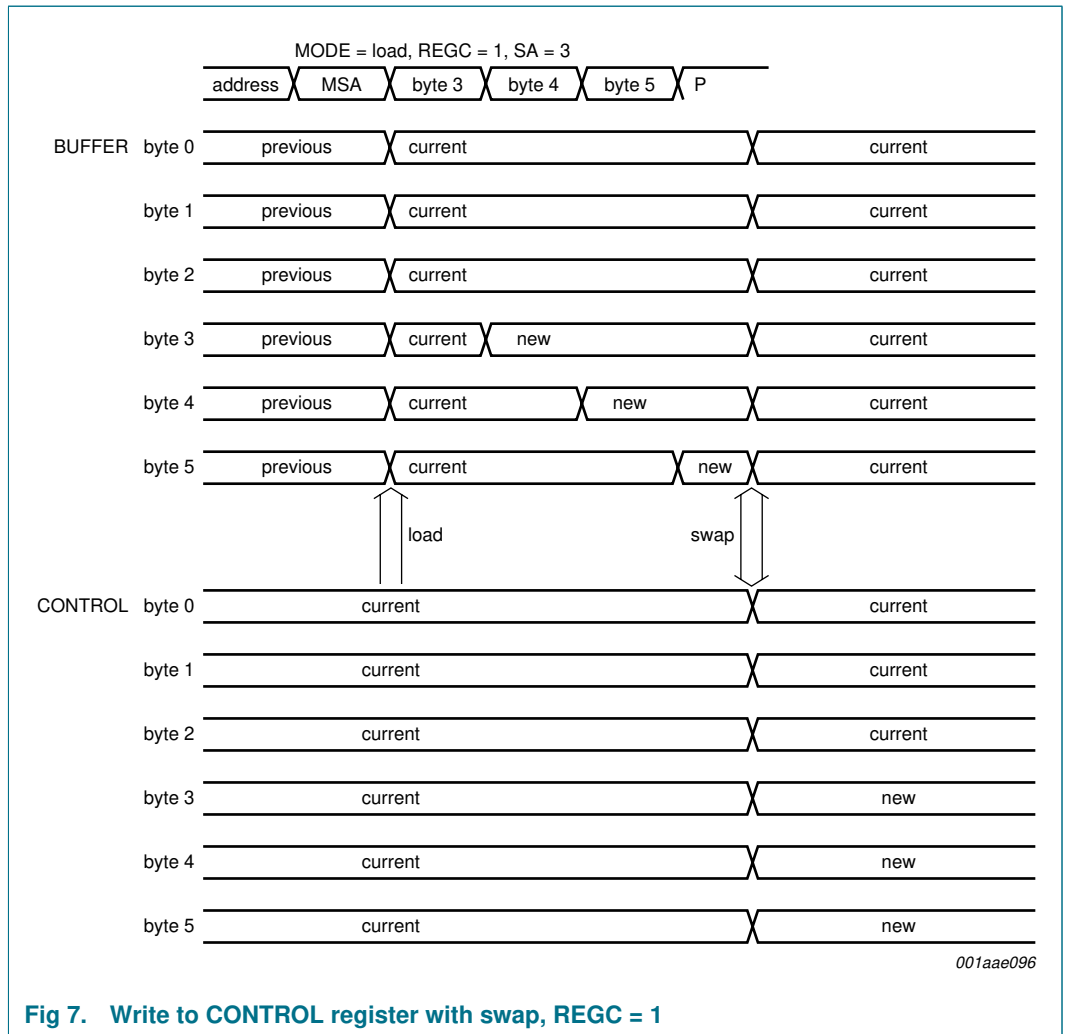 MODE = load, REGC = 1, SA = 3
address MSA byte 3 byte 4 byte 5 P
BUFFER byte 0 previous current current
byte 1 previous current current
byte 2 previous current current
byte 3 previous current new current
byte 4 previous current new current
byte 5 previous current new current
load swap
CONTROL byte 0 current current
byte 1 current current
byte 2 current current
byte 3 current new
byte 4 current new
byte 5 current new
001aae096
Fig 7. Write to CONTROL register with swap, REGC = 1